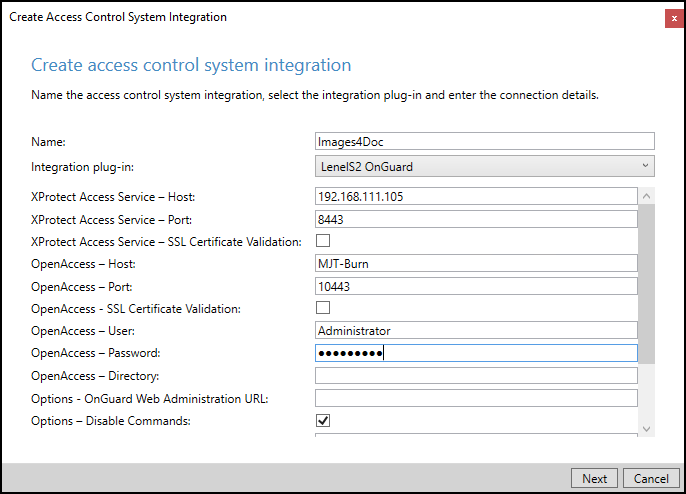 Create Access Control System Integration
x
Create access control system integration
Name the access control system integration, select the integration plug-in and enter the connection details.
Name: Images4Doc
Integration plug-in: LenelS2 OnGuard
XProtect Access Service – Host: 192.168.111.105
XProtect Access Service – Port: 8443
XProtect Access Service – SSL Certificate Validation:
OpenAccess – Host: MJT-Burn
OpenAccess – Port: 10443
OpenAccess - SSL Certificate Validation:
OpenAccess – User: Administrator
OpenAccess – Password: ●●●●●●●●●
OpenAccess – Directory:
Options - OnGuard Web Administration URL:
Options – Disable Commands:
Next Cancel